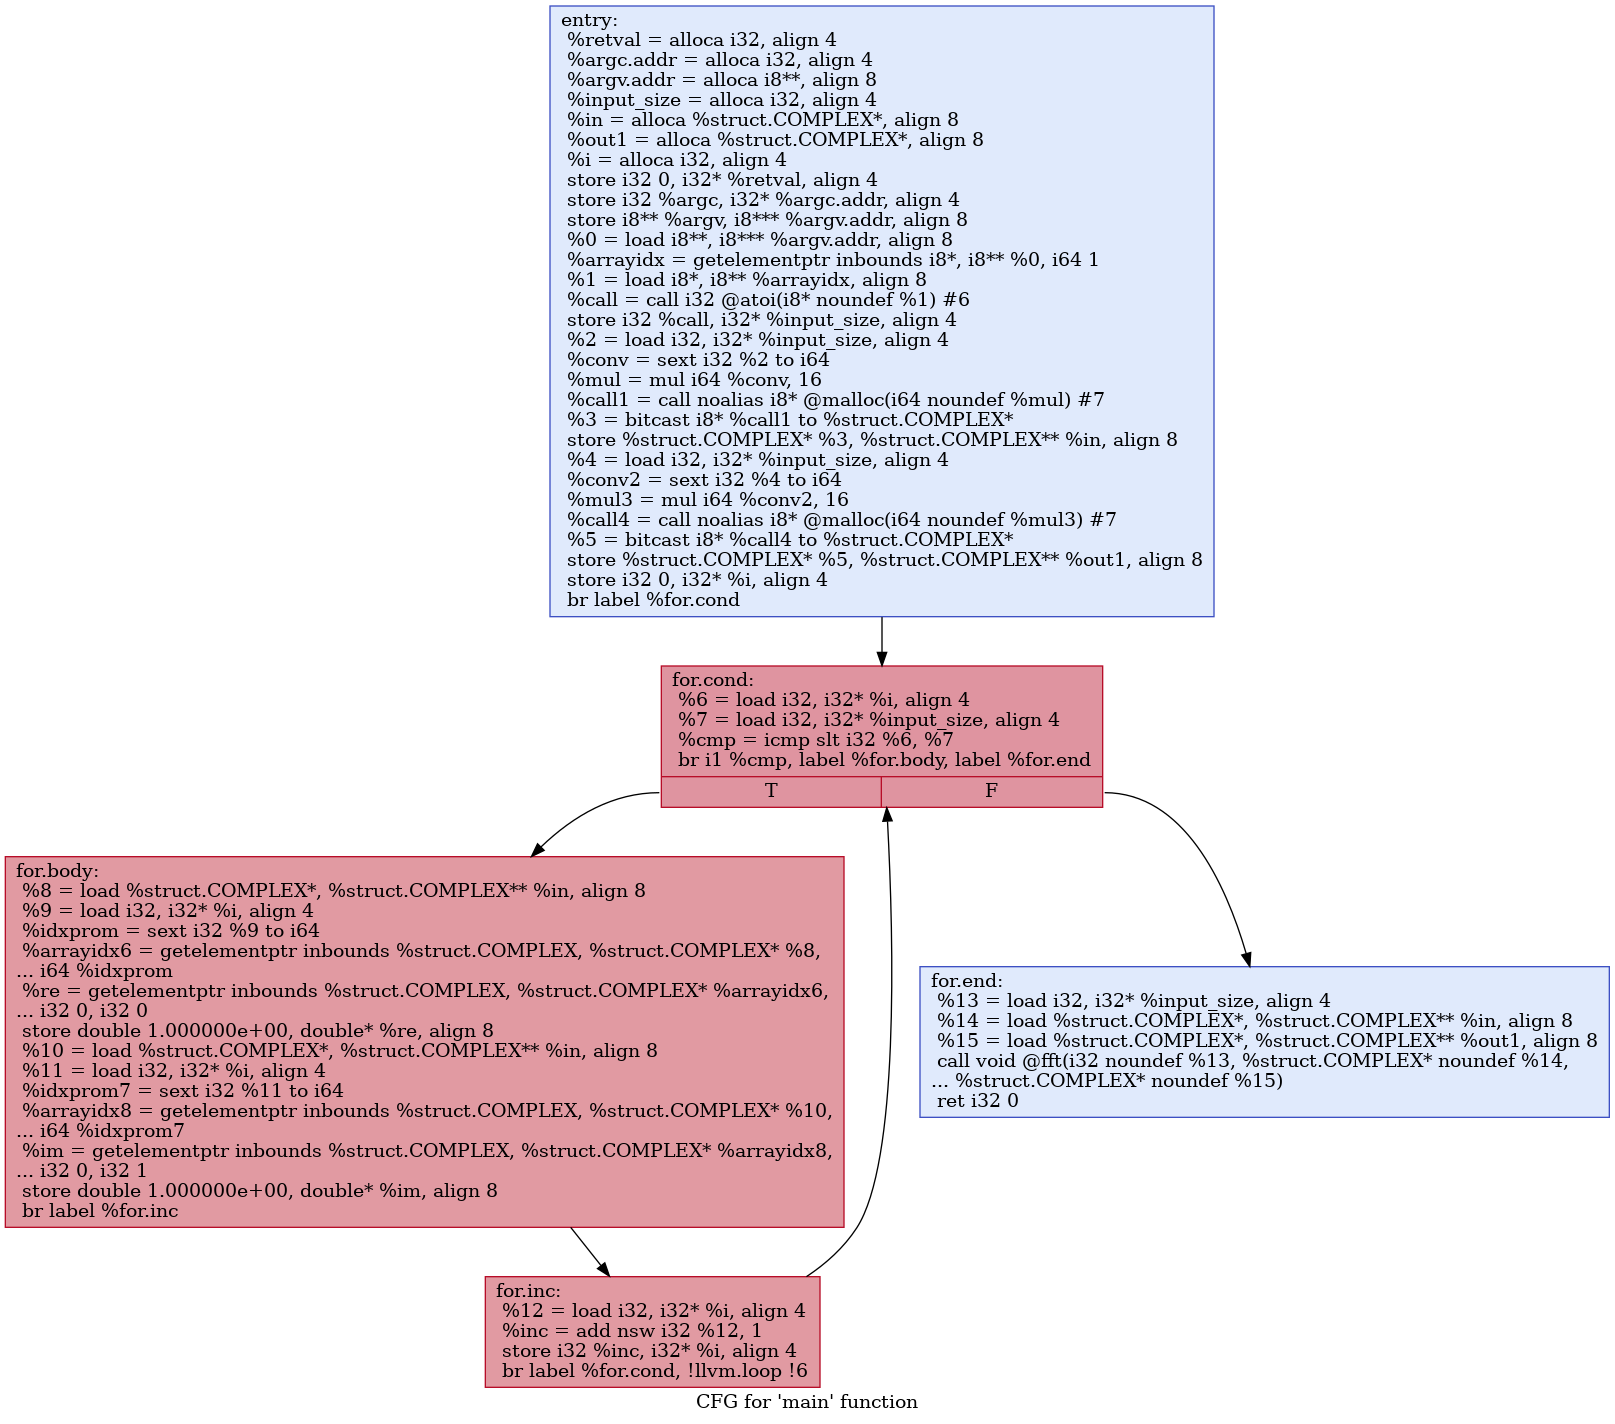 entry:
%retval = alloca i32, align 4
%argc.addr = alloca i32, align 4
%argv.addr = alloca i8**, align 8
%input_size = alloca i32, align 4
%in = alloca %struct.COMPLEX*, align 8
%out1 = alloca %struct.COMPLEX*, align 8
%i = alloca i32, align 4
store i32 0, i32* %retval, align 4
store i32 %argc, i32* %argc.addr, align 4
store i8** %argv, i8*** %argv.addr, align 8
%0 = load i8**, i8*** %argv.addr, align 8
%arrayidx = getelementptr inbounds i8*, i8** %0, i64 1
%1 = load i8*, i8** %arrayidx, align 8
%call = call i32 @atoi(i8* noundef %1) #6
store i32 %call, i32* %input_size, align 4
%2 = load i32, i32* %input_size, align 4
%conv = sext i32 %2 to i64
%mul = mul i64 %conv, 16
%call1 = call noalias i8* @malloc(i64 noundef %mul) #7
%3 = bitcast i8* %call1 to %struct.COMPLEX*
store %struct.COMPLEX* %3, %struct.COMPLEX** %in, align 8
%4 = load i32, i32* %input_size, align 4
%conv2 = sext i32 %4 to i64
%mul3 = mul i64 %conv2, 16
%call4 = call noalias i8* @malloc(i64 noundef %mul3) #7
%5 = bitcast i8* %call4 to %struct.COMPLEX*
store %struct.COMPLEX* %5, %struct.COMPLEX** %out1, align 8
store i32 0, i32* %i, align 4
br label %for.cond
for.cond:
%6 = load i32, i32* %i, align 4
%7 = load i32, i32* %input_size, align 4
%cmp = icmp slt i32 %6, %7
br i1 %cmp, label %for.body, label %for.end
T F
for.body:
%8 = load %struct.COMPLEX*, %struct.COMPLEX** %in, align 8
%9 = load i32, i32* %i, align 4
%idxprom = sext i32 %9 to i64
%arrayidx6 = getelementptr inbounds %struct.COMPLEX, %struct.COMPLEX* %8,
... i64 %idxprom
%re = getelementptr inbounds %struct.COMPLEX, %struct.COMPLEX* %arrayidx6,
... i32 0, i32 0
store double 1.000000e+00, double* %re, align 8
%10 = load %struct.COMPLEX*, %struct.COMPLEX** %in, align 8
%11 = load i32, i32* %i, align 4
%idxprom7 = sext i32 %11 to i64
%arrayidx8 = getelementptr inbounds %struct.COMPLEX, %struct.COMPLEX* %10,
... i64 %idxprom7
%im = getelementptr inbounds %struct.COMPLEX, %struct.COMPLEX* %arrayidx8,
... i32 0, i32 1
store double 1.000000e+00, double* %im, align 8
br label %for.inc
for.end:
%13 = load i32, i32* %input_size, align 4
%14 = load %struct.COMPLEX*, %struct.COMPLEX** %in, align 8
%15 = load %struct.COMPLEX*, %struct.COMPLEX** %out1, align 8
call void @fft(i32 noundef %13, %struct.COMPLEX* noundef %14,
... %struct.COMPLEX* noundef %15)
ret i32 0
for.inc:
%12 = load i32, i32* %i, align 4
%inc = add nsw i32 %12, 1
store i32 %inc, i32* %i, align 4
br label %for.cond, !llvm.loop !6
CFG for 'main' function